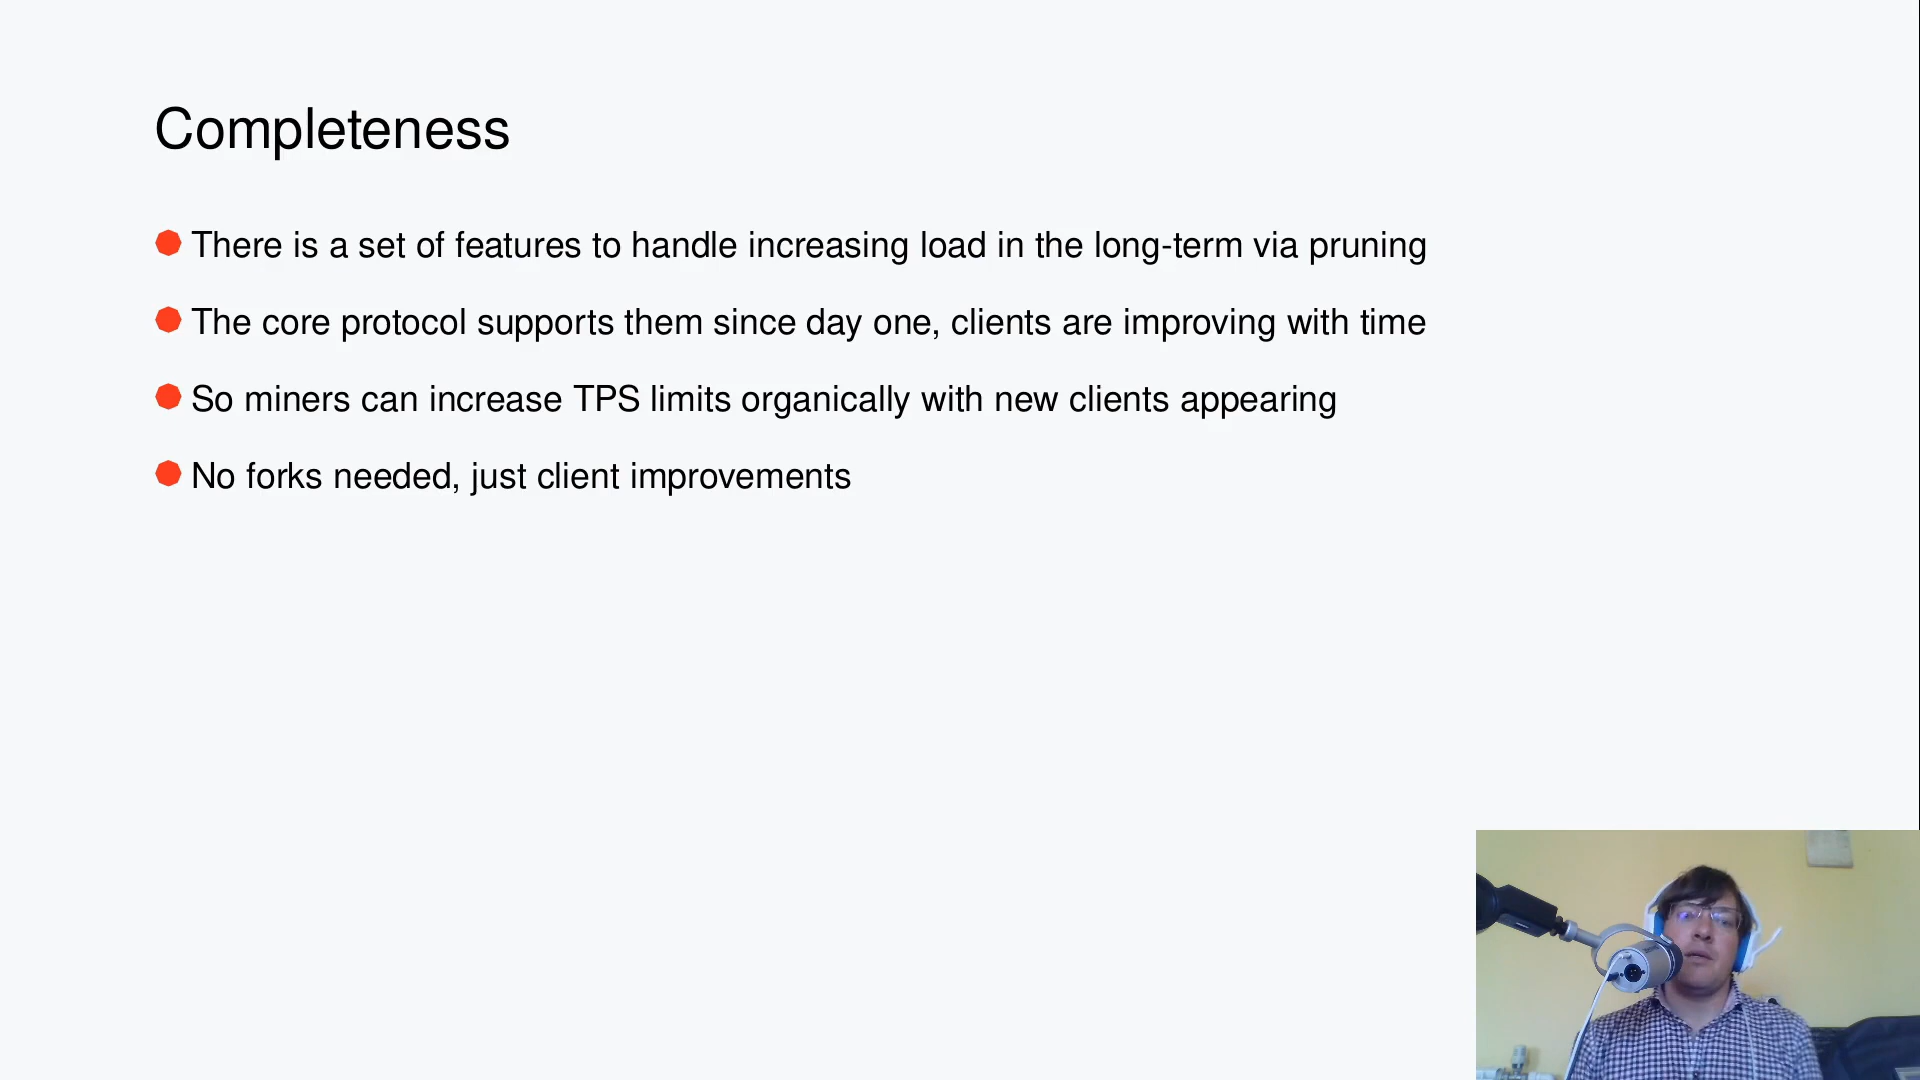 Completeness
There is a set of features to handle increasing load in the long-term via pruning
The core protocol supports them since day one, clients are improving with time
So miners can increase TPS limits organically with new clients appearing
No forks needed, just client improvements